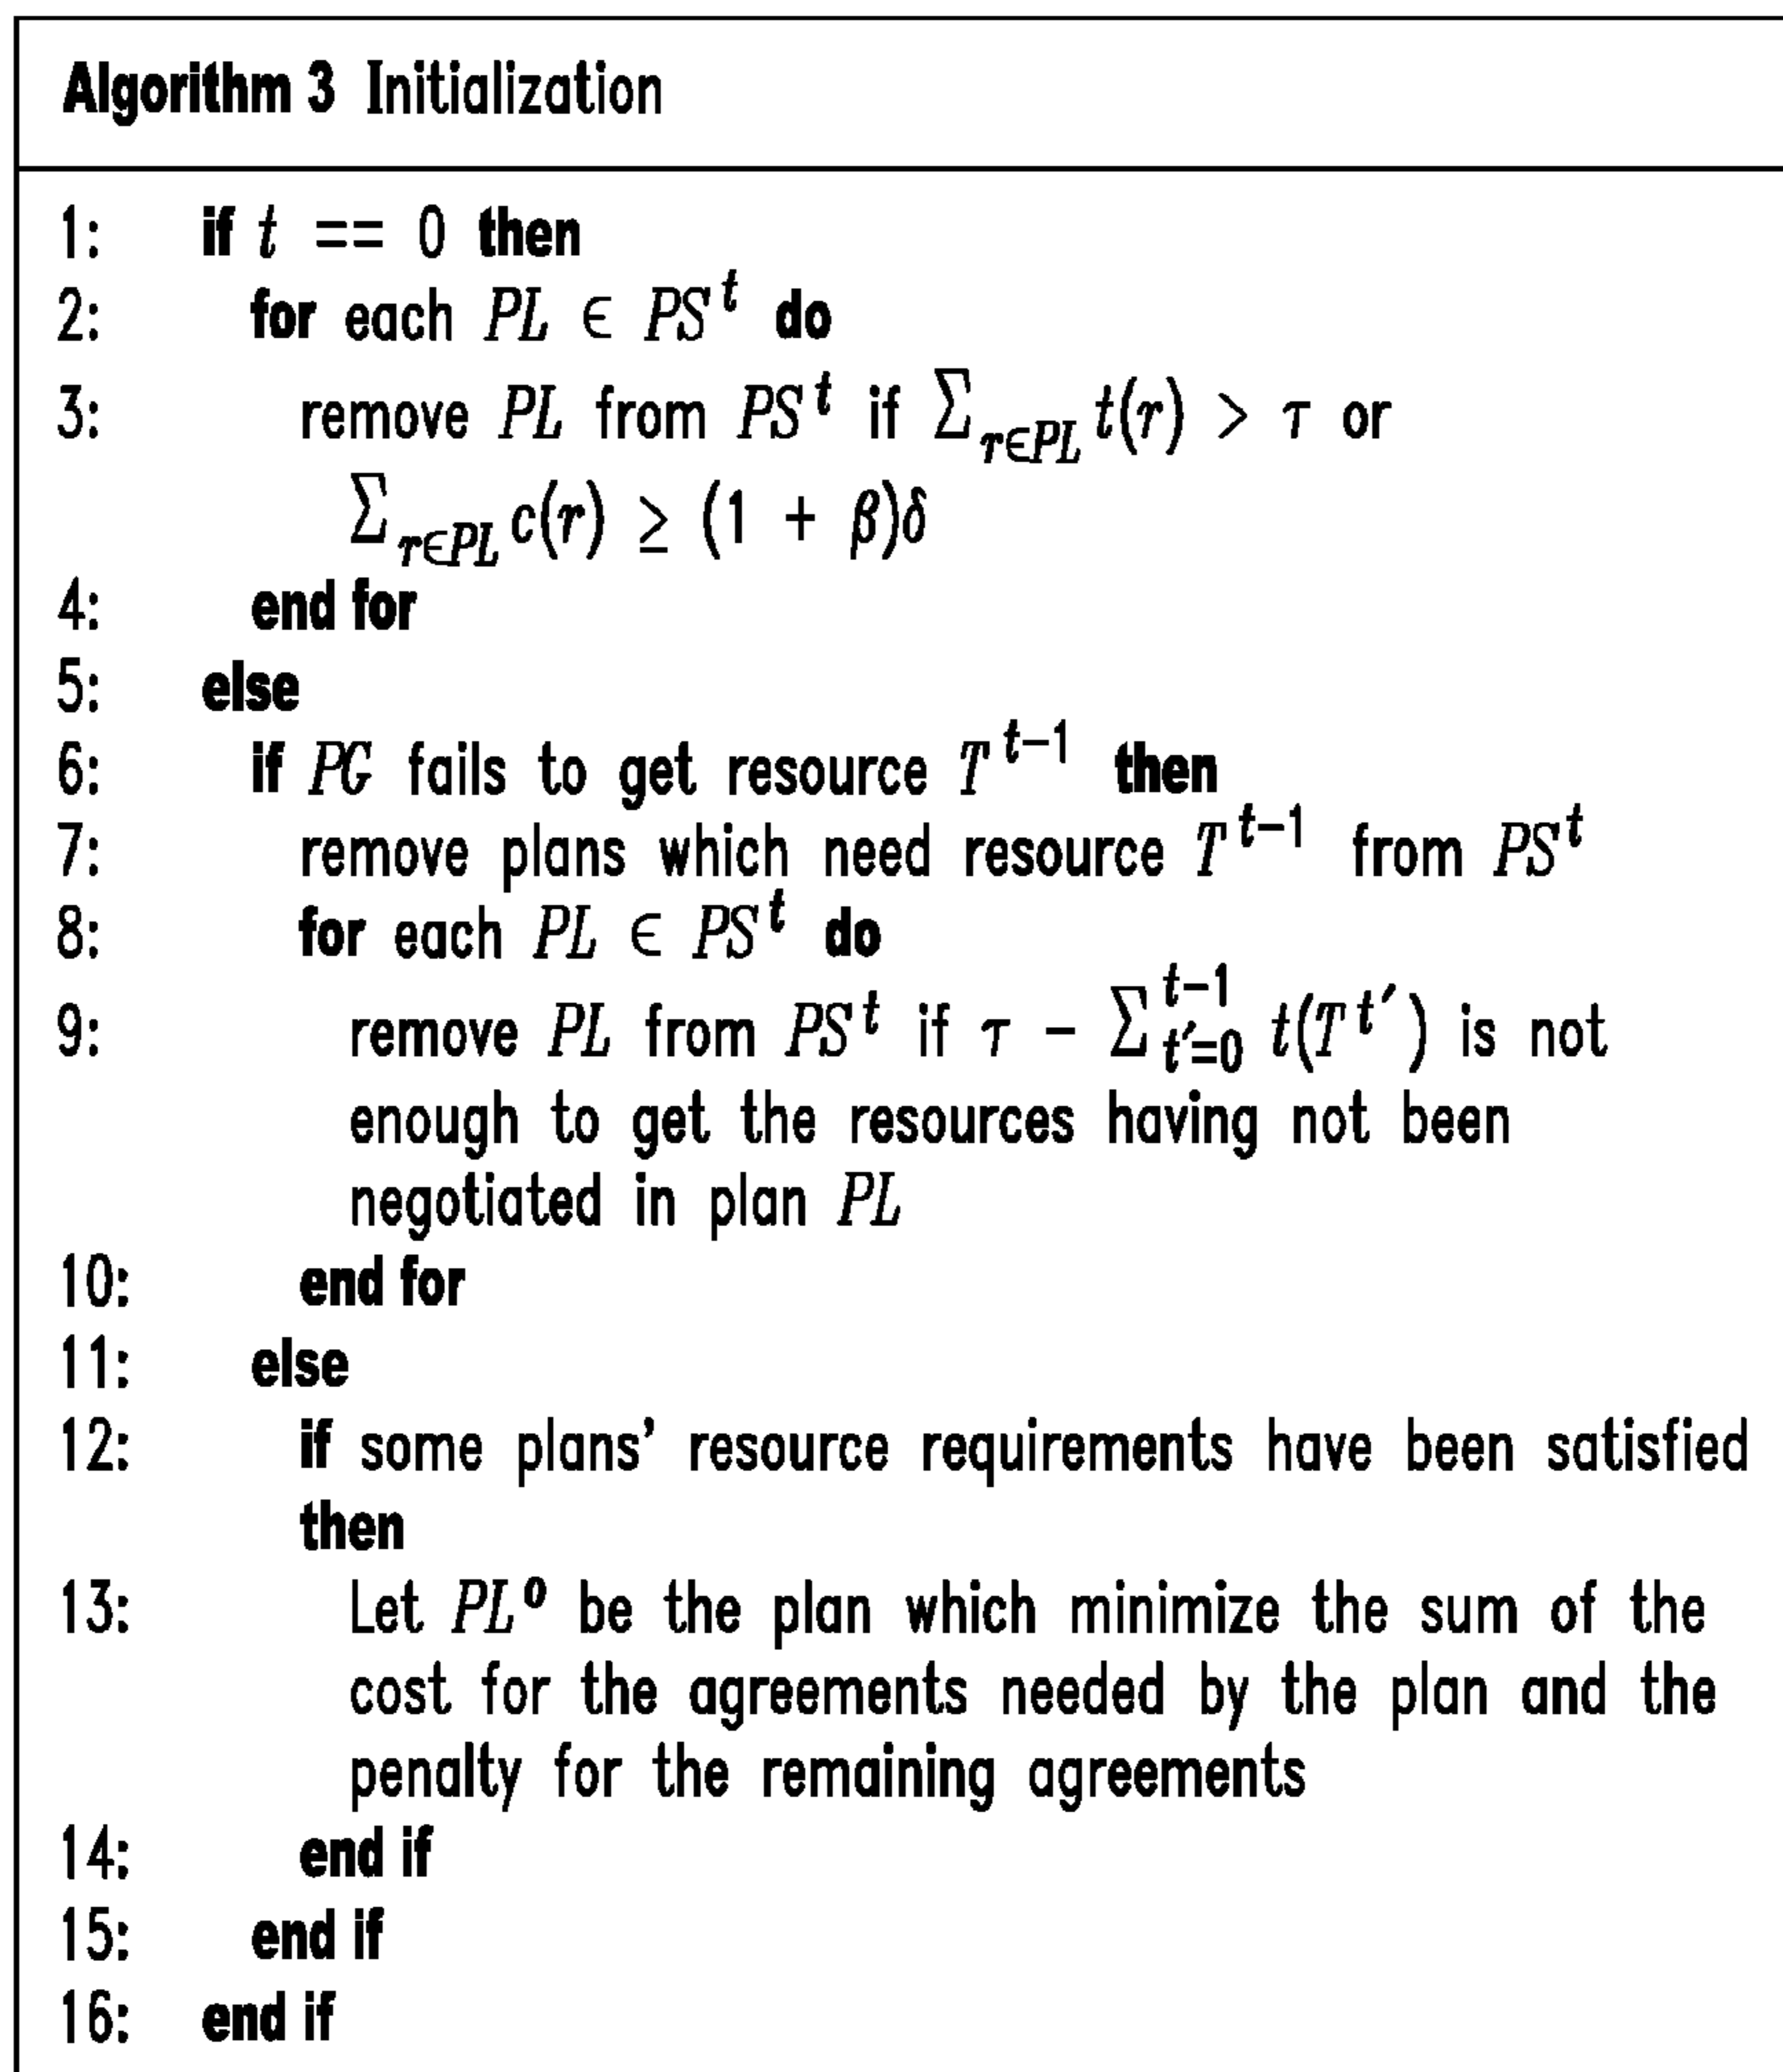 Algorithm 3 Initialization
1: if t == 0 then
2: for each PL ∈ PS^t do
3: remove PL from PS^t if ∑_{r∈PL} t(r) > τ or
∑_{r∈PL} c(r) ≥ (1 + β)δ
4: end for
5: else
6: if PG fails to get resource T^{t−1} then
7: remove plans which need resource T^{t−1} from PS^t
8: for each PL ∈ PS^t do
9: remove PL from PS^t if τ − ∑_{t′=0}^{t−1} t(T^{t′}) is not
enough to get the resources having not been
negotiated in plan PL
10: end for
11: else
12: if some plans’ resource requirements have been satisfied
then
13: Let PL^o be the plan which minimize the sum of the
cost for the agreements needed by the plan and the
penalty for the remaining agreements
14: end if
15: end if
16: end if